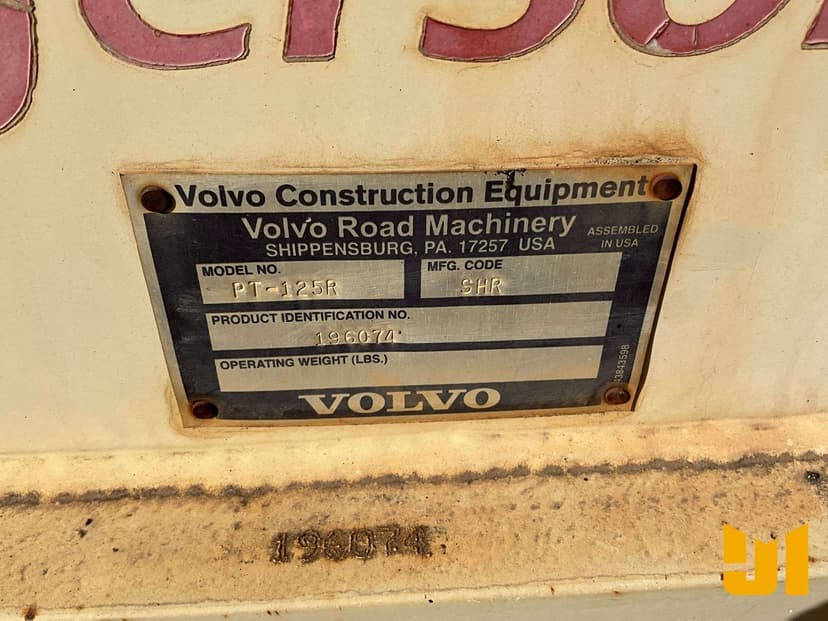 Volvo Construction Equipment
Volvo Road Machinery
SHIPPENSBURG, PA. 17257 USA
ASSEMBLED
IN USA
MODEL NO.
PT-125R
MFG. CODE
SHR
PRODUCT IDENTIFICATION NO.
196074
OPERATING WEIGHT (LBS.)
43843598
VOLVO
196074